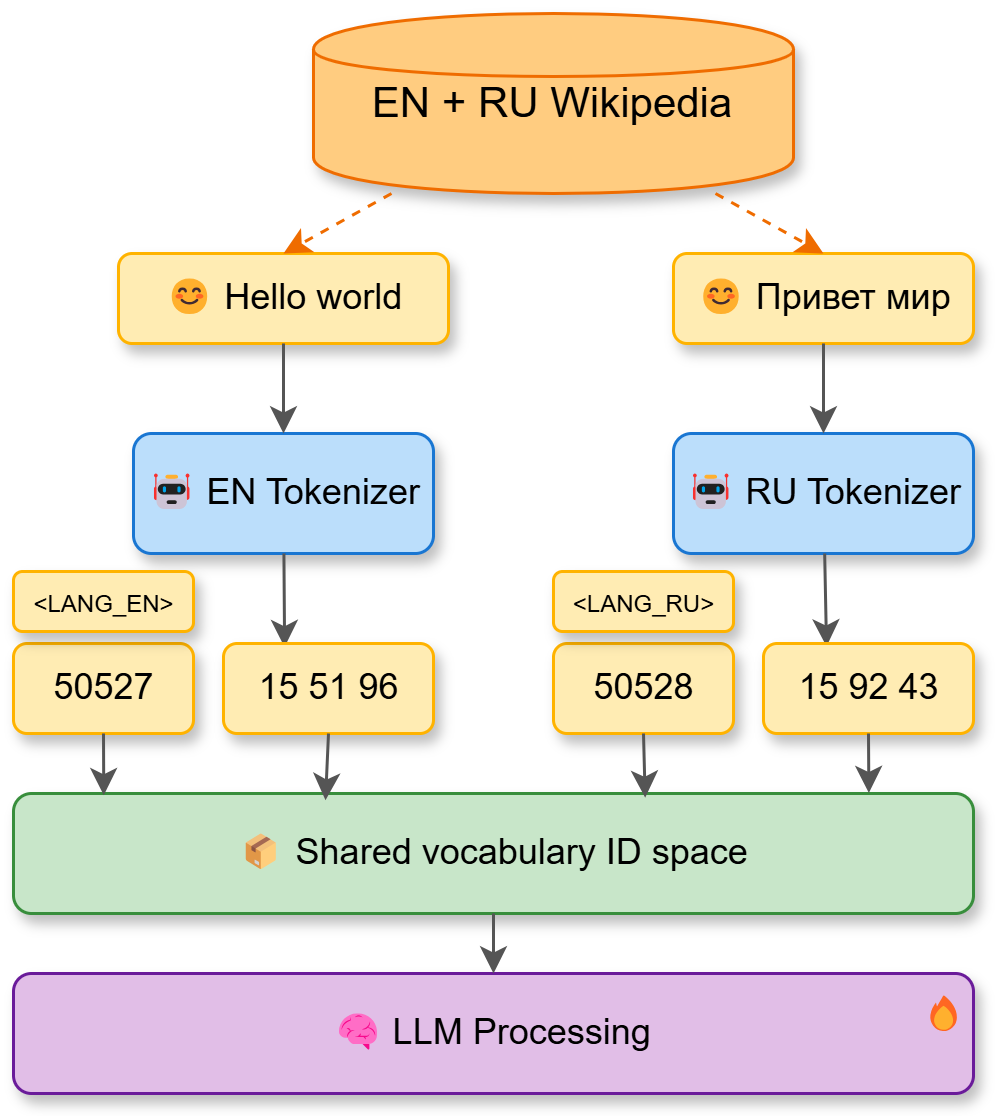 EN + RU Wikipedia
Hello world
Привет мир
EN Tokenizer
RU Tokenizer
<LANG_EN>
<LANG_RU>
50527
15 51 96
50528
15 92 43
Shared vocabulary ID space
LLM Processing